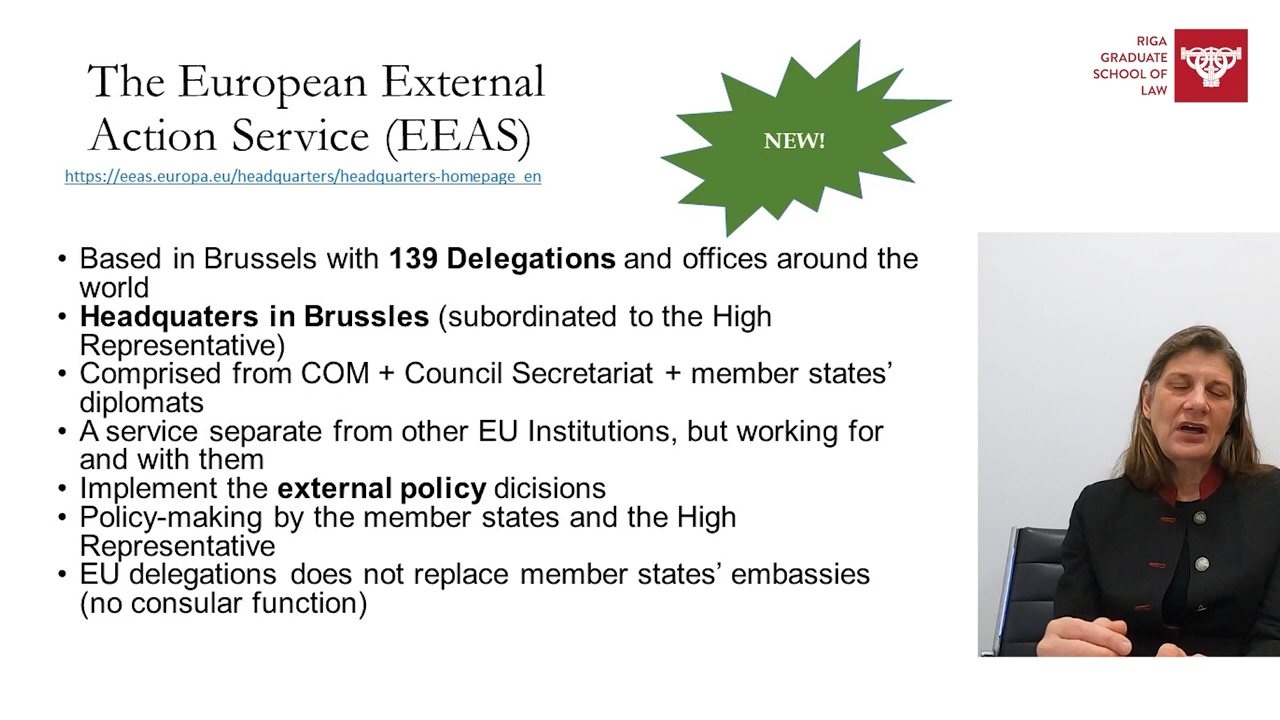 The European External
Action Service (EEAS)
https://eeas.europa.eu/headquarters/headquarters-homepage_en
NEW!
RIGA
GRADUATE
SCHOOL OF
LAW
• Based in Brussels with 139 Delegations and offices around the
world
• Headquaters in Brussles (subordinated to the High
Representative)
• Comprised from COM + Council Secretariat + member states’
diplomats
• A service separate from other EU Institutions, but working for
and with them
• Implement the external policy dicisions
• Policy-making by the member states and the High
Representative
• EU delegations does not replace member states’ embassies
(no consular function)